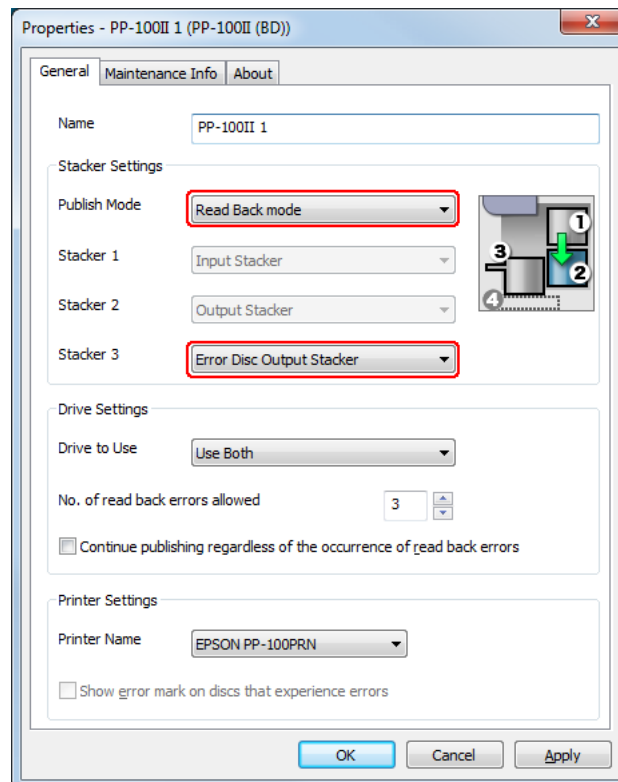 Properties - PP-100II 1 (PP-100II (BD))
General Maintenance Info About
Name PP-100II 1
Stacker Settings
Publish Mode Read Back mode
Stacker 1 Input Stacker
Stacker 2 Output Stacker
Stacker 3 Error Disc Output Stacker
1
3
2
4
Drive Settings
Drive to Use Use Both
No. of read back errors allowed 3
Continue publishing regardless of the occurrence of read back errors
Printer Settings
Printer Name EPSON PP-100PRN
Show error mark on discs that experience errors
OK Cancel Apply